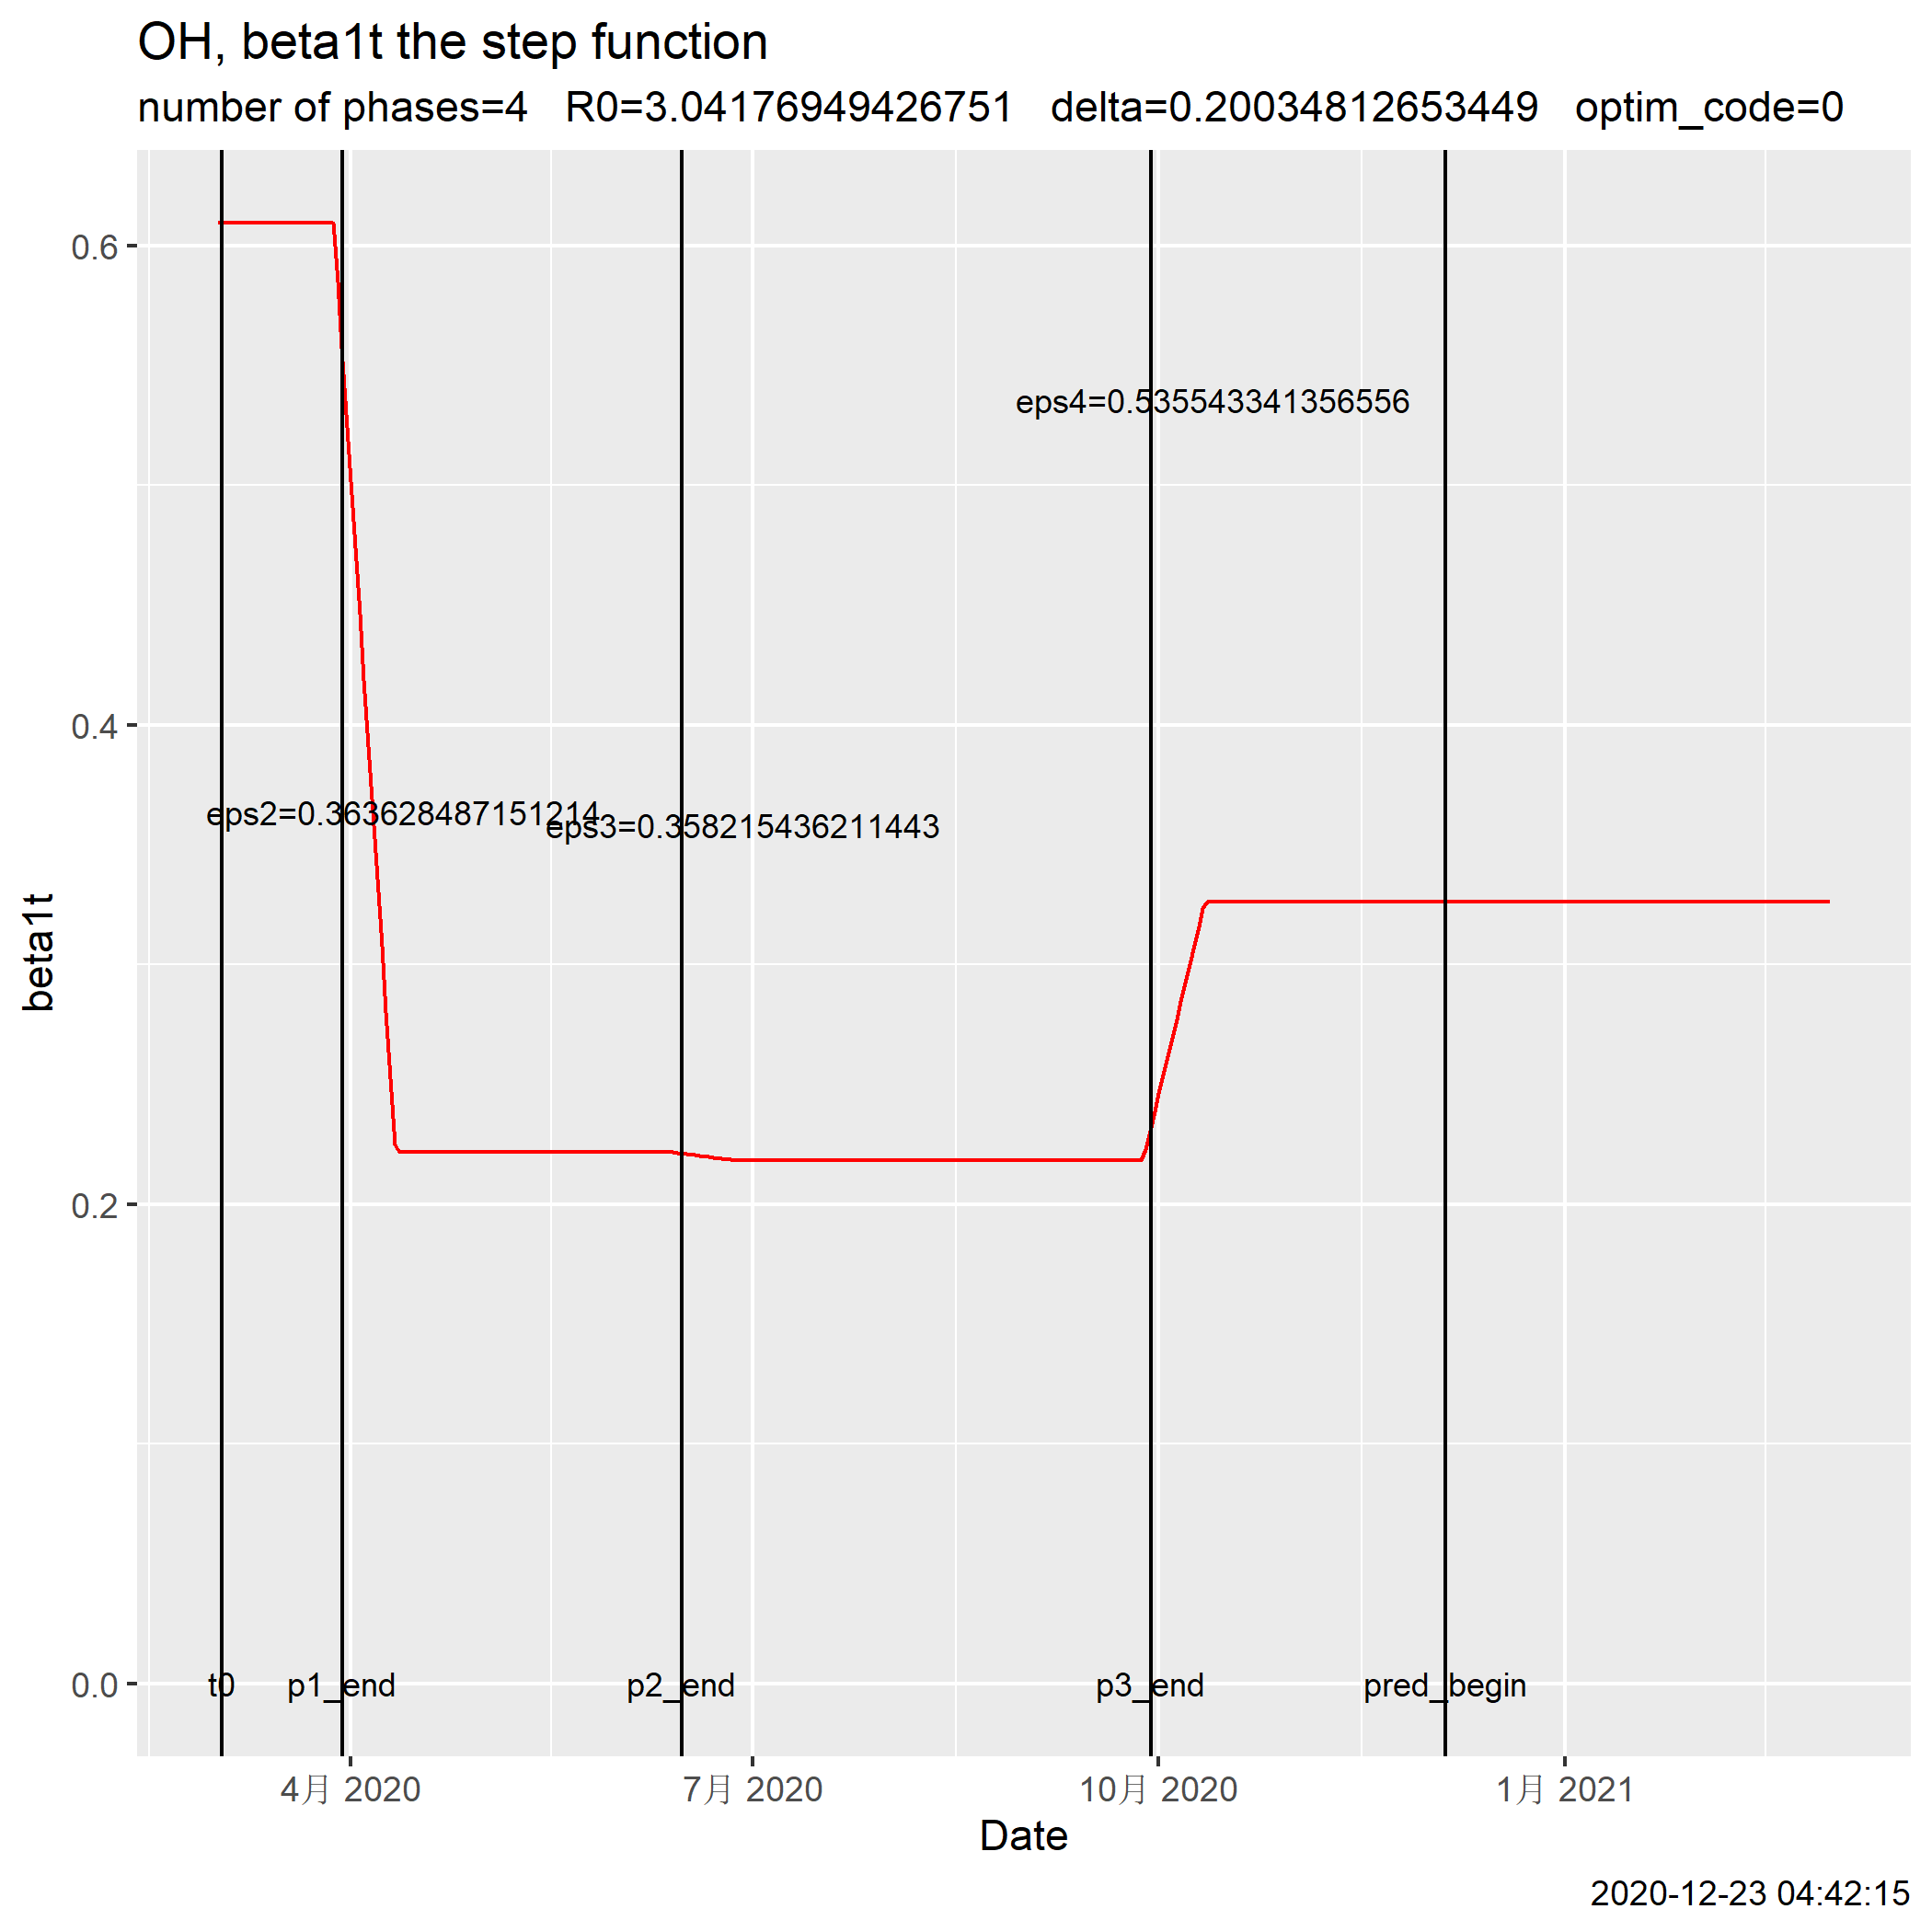 OH, beta1t the step function
number of phases=4 R0=3.04176949426751 delta=0.20034812653449 optim_code=0
0.6
eps4=0.535543341356556
0.4
eps2=0.363628487151214
eps3=0.358215436211443
beta1t
0.2
0.0
t0 p1_end p2_end p3_end pred_begin
4月 2020 7月 2020 10月 2020 1月 2021
Date
2020-12-23 04:42:15